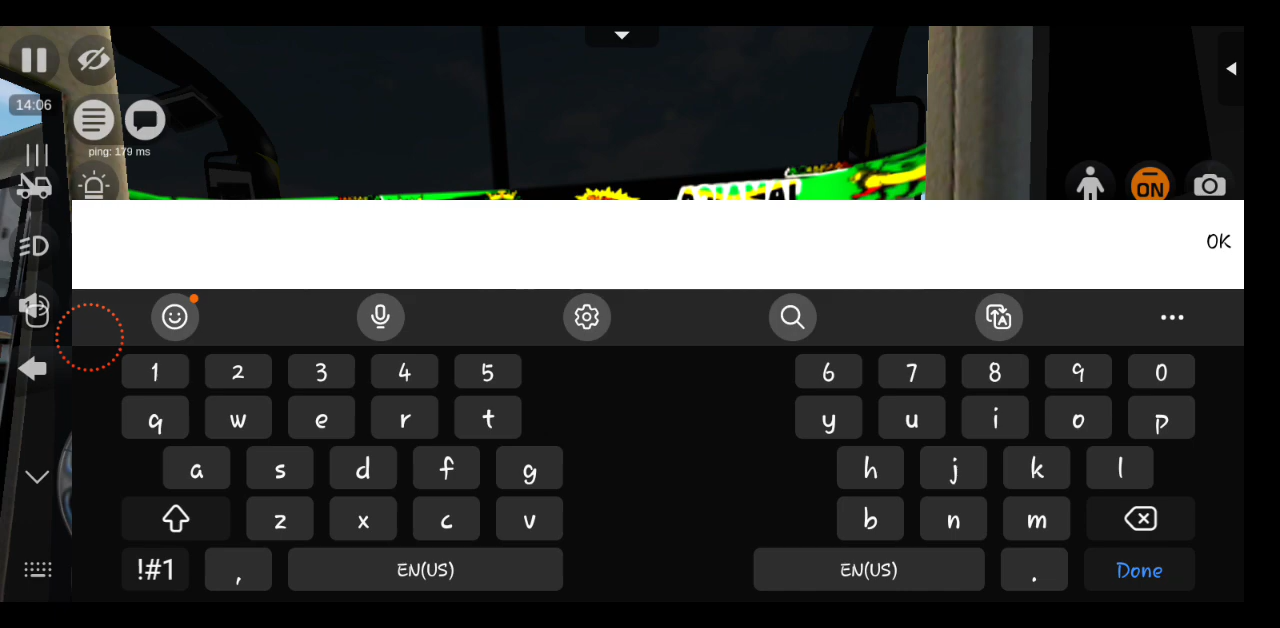 14:06
ping: 179 ms
ON
OK
1 2 3 4 5 6 7 8 9 0
q w e r t y u i o p
a s d f g h j k l
z x c v b n m
!#1 , EN(US) EN(US) . Done